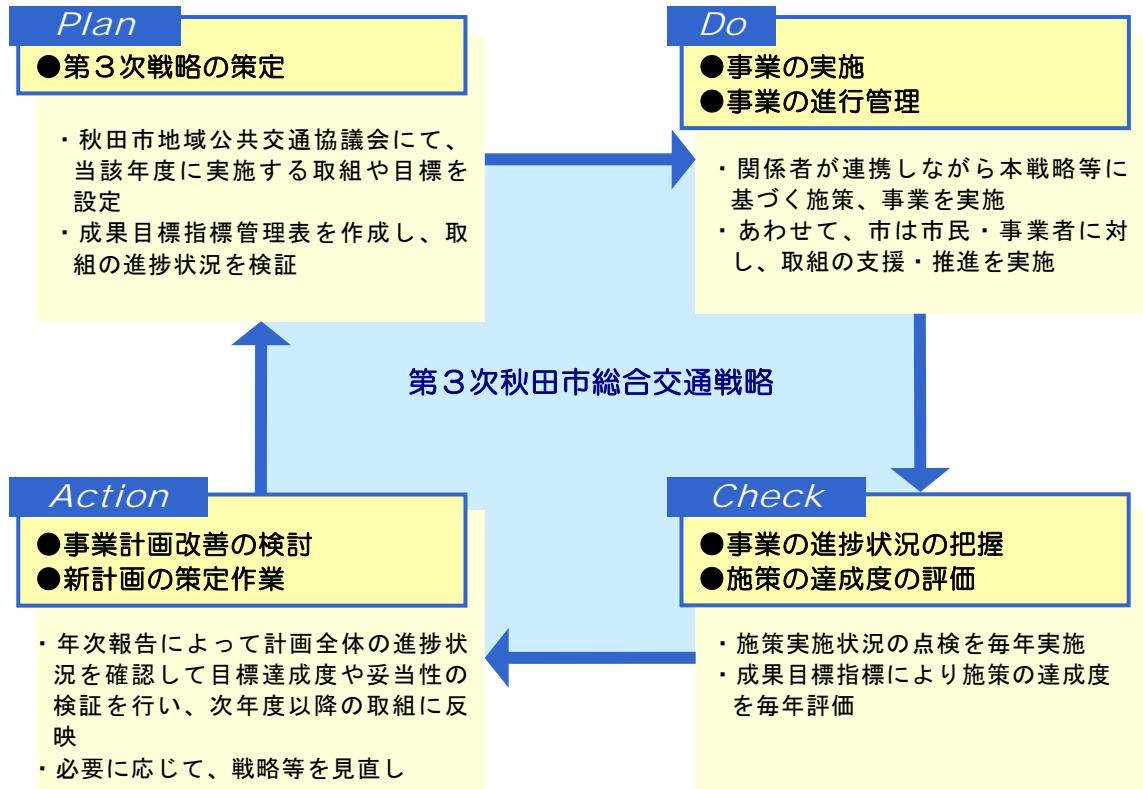 Plan
●第３次戦略の策定
・秋田市地域公共交通協議会にて、
当該年度に実施する取組や目標を
設定
・成果目標指標管理表を作成し、取
組の進捗状況を検証
Do
●事業の実施
●事業の進行管理
・関係者が連携しながら本戦略等に
基づく施策、事業を実施
・あわせて、市は市民・事業者に対
し、取組の支援・推進を実施
第３次秋田市総合交通戦略
Action
●事業計画改善の検討
●新計画の策定作業
・年次報告によって計画全体の進捗状
況を確認して目標達成度や妥当性の
検証を行い、次年度以降の取組に反
映
・必要に応じて、戦略等を見直し
Check
●事業の進捗状況の把握
●施策の達成度の評価
・施策実施状況の点検を毎年実施
・成果目標指標により施策の達成度
を毎年評価